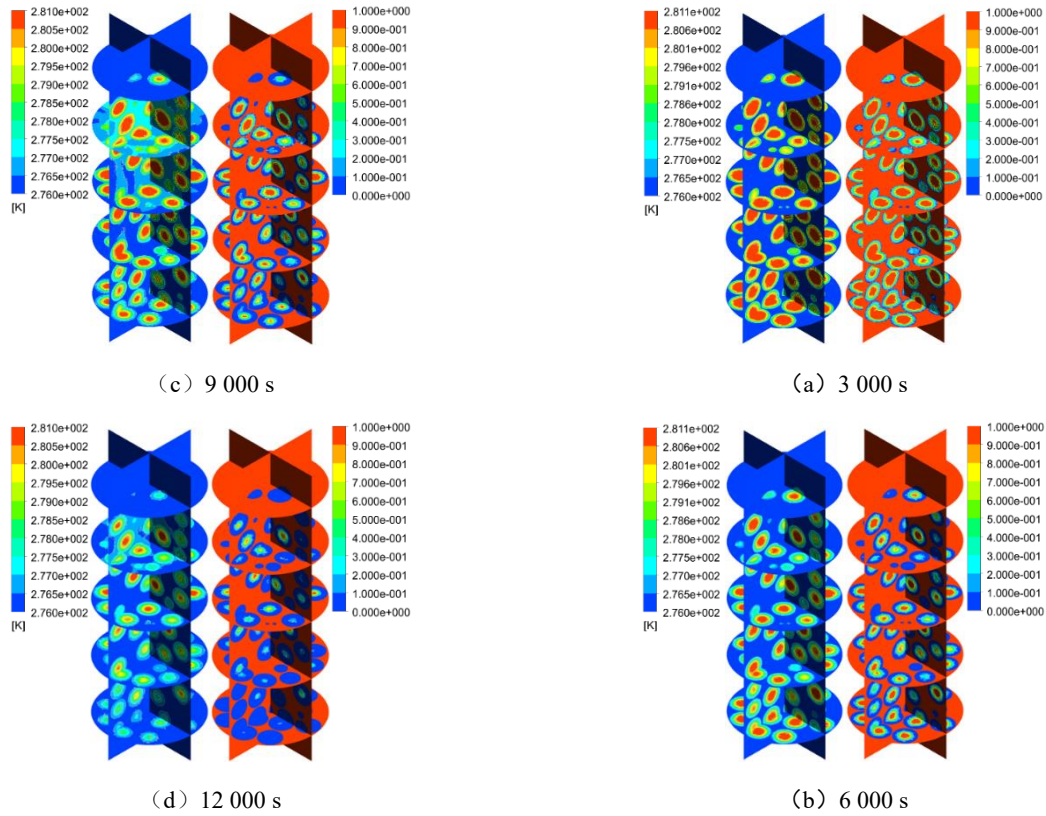 2.810e+002
2.805e+002
2.800e+002
2.795e+002
2.790e+002
2.785e+002
2.780e+002
2.775e+002
2.770e+002
2.765e+002
2.760e+002
[K]
1.000e+000
9.000e-001
8.000e-001
7.000e-001
6.000e-001
5.000e-001
4.000e-001
3.000e-001
2.000e-001
1.000e-001
0.000e+000
（c）9 000 s
2.811e+002
2.806e+002
2.801e+002
2.796e+002
2.791e+002
2.786e+002
2.780e+002
2.775e+002
2.770e+002
2.765e+002
2.760e+002
[K]
1.000e+000
9.000e-001
8.000e-001
7.000e-001
6.000e-001
5.000e-001
4.000e-001
3.000e-001
2.000e-001
1.000e-001
0.000e+000
（a）3 000 s
2.810e+002
2.805e+002
2.800e+002
2.795e+002
2.790e+002
2.785e+002
2.780e+002
2.775e+002
2.770e+002
2.765e+002
2.760e+002
[K]
1.000e+000
9.000e-001
8.000e-001
7.000e-001
6.000e-001
5.000e-001
4.000e-001
3.000e-001
2.000e-001
1.000e-001
0.000e+000
（d）12 000 s
2.811e+002
2.806e+002
2.801e+002
2.796e+002
2.791e+002
2.786e+002
2.780e+002
2.775e+002
2.770e+002
2.765e+002
2.760e+002
[K]
1.000e+000
9.000e-001
8.000e-001
7.000e-001
6.000e-001
5.000e-001
4.000e-001
3.000e-001
2.000e-001
1.000e-001
0.000e+000
（b）6 000 s